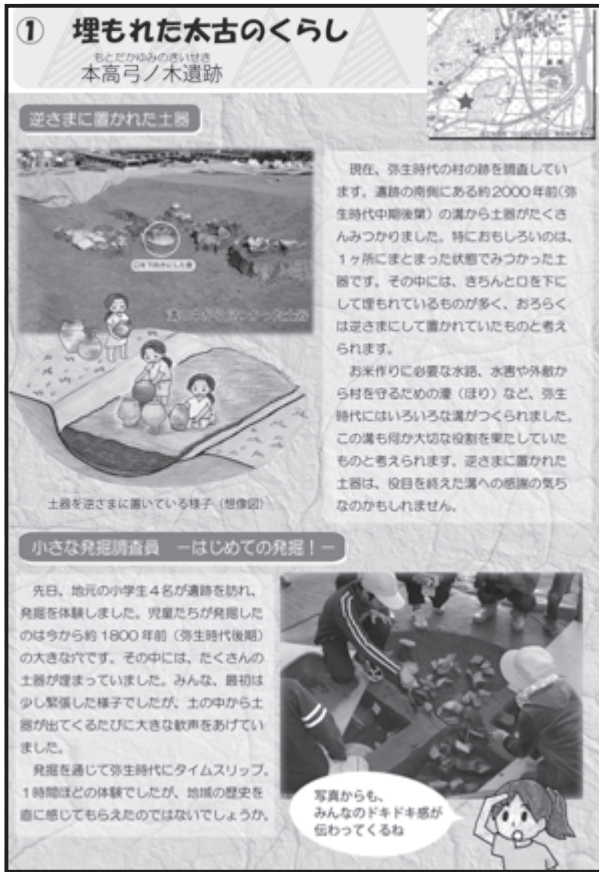 ① 埋もれた太古のくらし
もとだかゆみのきいせき
本高弓ノ木遺跡
逆さまに置かれた土器
口を下向きにした壺
現在、弥生時代の村の跡を調査してい
ます。遺跡の南側にある約2000年前(弥
生時代中期後葉)の溝から土器がたくさ
んみつかりました。特におもしろいのは、
1ヶ所にまとまった状態でみつかった土
器です。その中には、きちんと口を下に
して埋もれているものが多く、おろらく
は逆さまにして置かれていたものと考え
られます。
お米作りに必要な水路、水害や外敵か
ら村を守るための濠(ほり)など、弥生
時代にはいろいろな溝がつくられました。
この溝も何か大切な役割を果たしていた
ものと考えられます。逆さまに置かれた
土器は、役目を終えた溝への感謝の気ち
なのかもしれません。
土器を逆さまに置いている様子(想像図)
小さな発掘調査員 ーはじめての発掘!ー
先日、地元の小学生4名が遺跡を訪れ、
発掘を体験しました。児童たちが発掘した
のは今から約1800年前(弥生時代後期)
の大きな穴です。その中には、たくさんの
土器が埋まっていました。みんな、最初は
少し緊張した様子でしたが、土の中から土
器が出てくるたびに大きな歓声をあげてい
ました。
発掘を通じて弥生時代にタイムスリップ。
1時間ほどの体験でしたが、地域の歴史を
直に感じてもらえたのではないでしょうか。
写真からも、
みんなのドキドキ感が
伝わってくるね